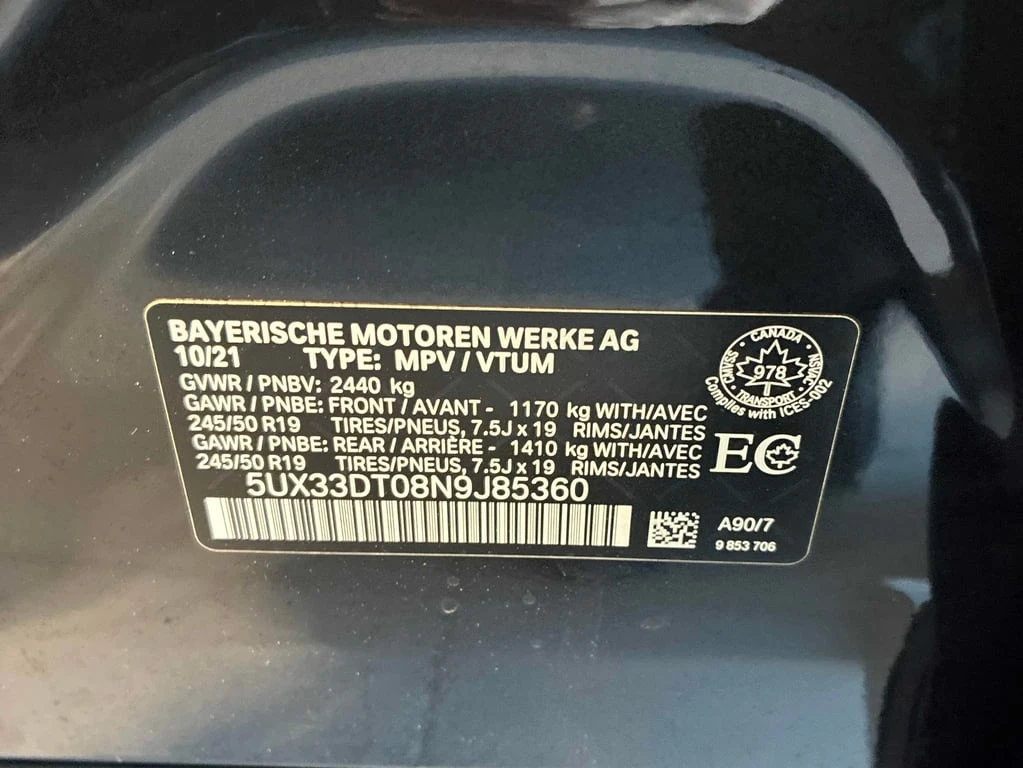 BAYERISCHE MOTOREN WERKE AG
10/21 TYPE: MPV / VTUM
GVWR / PNBV: 2440 kg
GAWR / PNBE: FRONT / AVANT - 1170 kg WITH/AVEC
245/50 R19 TIRES/PNEUS, 7.5J x 19 RIMS/JANTES
GAWR / PNBE: REAR / ARRIÈRE - 1410 kg WITH/AVEC
245/50 R19 TIRES/PNEUS, 7.5J x 19 RIMS/JANTES
5UX33DT08N9J85360
CANADA
978
CMVSS • TRANSPORT • NSVAC
Complies with ICES-002
EC
A90/7
9 853 706